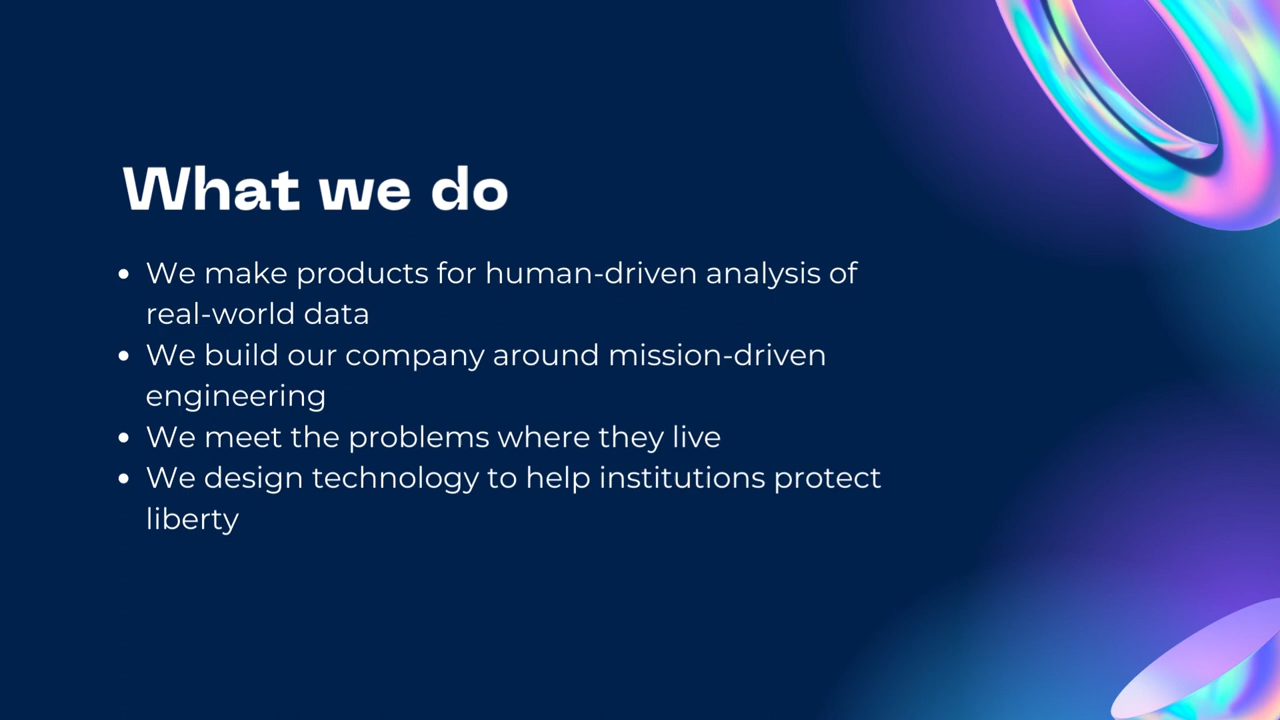 What we do
• We make products for human-driven analysis of
real-world data
• We build our company around mission-driven
engineering
• We meet the problems where they live
• We design technology to help institutions protect
liberty